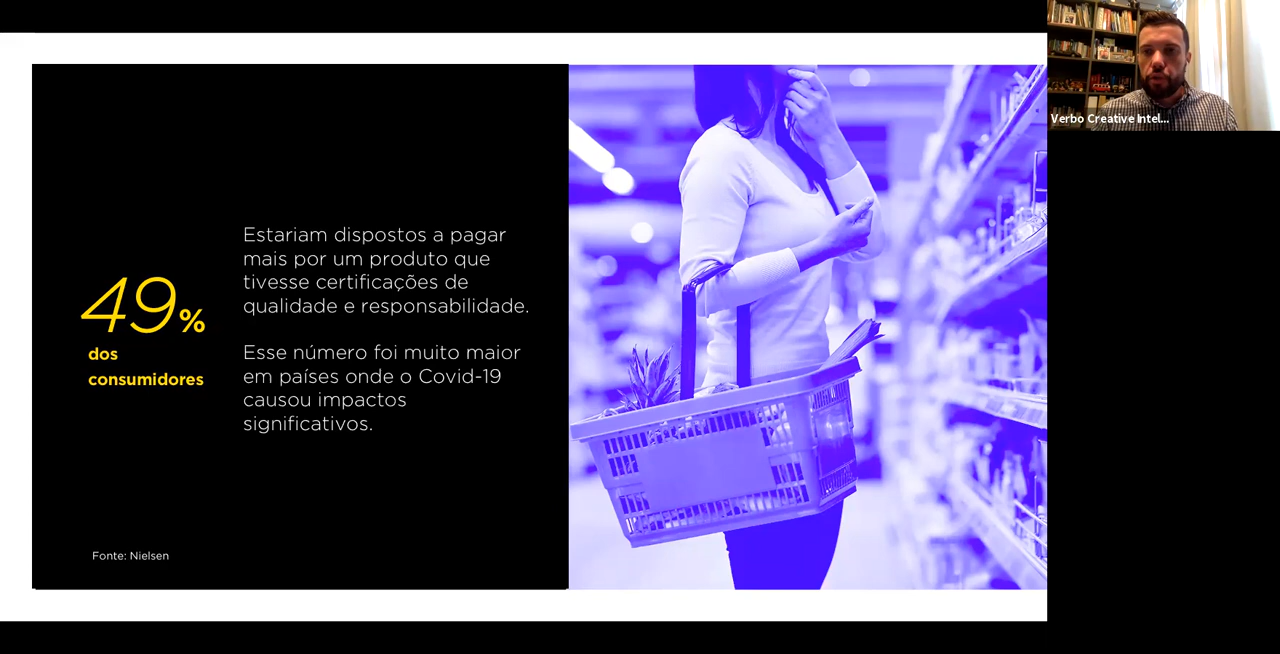 49%
dos
consumidores
Estariam dispostos a pagar
mais por um produto que
tivesse certificações de
qualidade e responsabilidade.
Esse número foi muito maior
em países onde o Covid-19
causou impactos
significativos.
Fonte: Nielsen
Verbo Creative Intel...